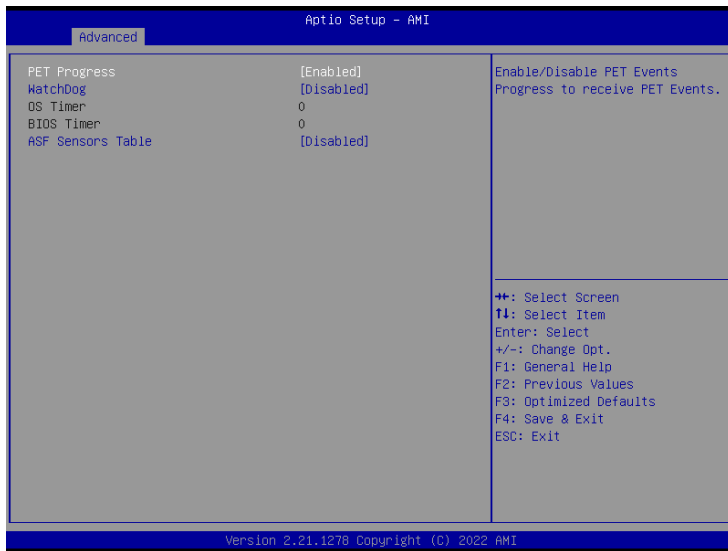 Aptio Setup – AMI
Advanced
PET Progress [Enabled]
WatchDog [Disabled]
OS Timer 0
BIOS Timer 0
ASF Sensors Table [Disabled]
Enable/Disable PET Events
Progress to receive PET Events.
→←: Select Screen
↑↓: Select Item
Enter: Select
+/-: Change Opt.
F1: General Help
F2: Previous Values
F3: Optimized Defaults
F4: Save & Exit
ESC: Exit
Version 2.21.1278 Copyright (C) 2022 AMI